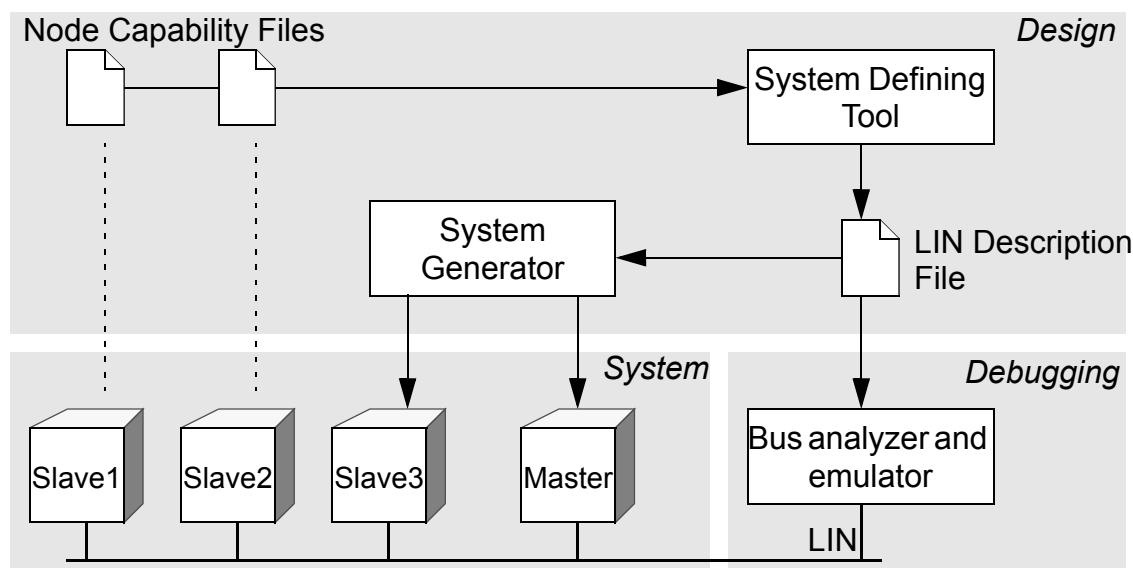 Node Capability Files
Design
System Defining
Tool
System
Generator
LIN Description
File
System
Debugging
Slave1
Slave2
Slave3
Master
Bus analyzer and
emulator
LIN